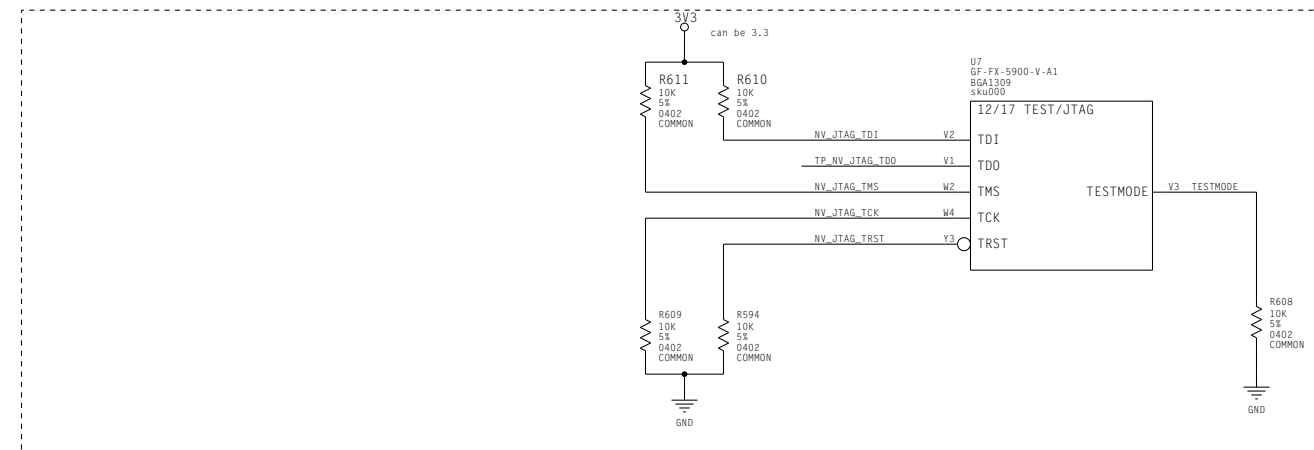 3V3
can be 3.3
R611
10K
5%
0402
COMMON
R610
10K
5%
0402
COMMON
U7
GF-FX-5900-V-A1
BGA1309
sku000
12/17 TEST/JTAG
NV_JTAG_TDI V2 TDI
TP_NV_JTAG_TDO V1 TDO
NV_JTAG_TMS W2 TMS TESTMODE V3 TESTMODE
NV_JTAG_TCK W4 TCK
NV_JTAG_TRST Y3 TRST
R609
10K
5%
0402
COMMON
R594
10K
5%
0402
COMMON
R608
10K
5%
0402
COMMON
GND
GND